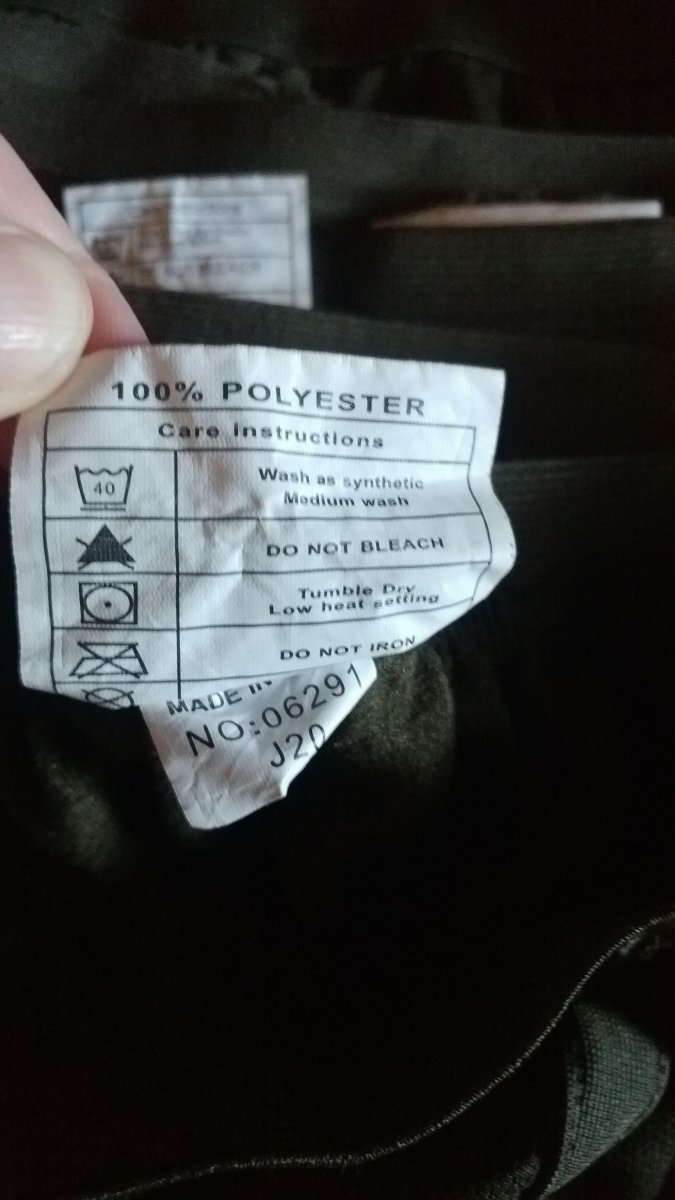 100% POLYESTER
Care instructions
40
Wash as synthetic
Medium wash
DO NOT BLEACH
Tumble Dry
Low heat setting
DO NOT IRON
MADE
NO:06291
J20